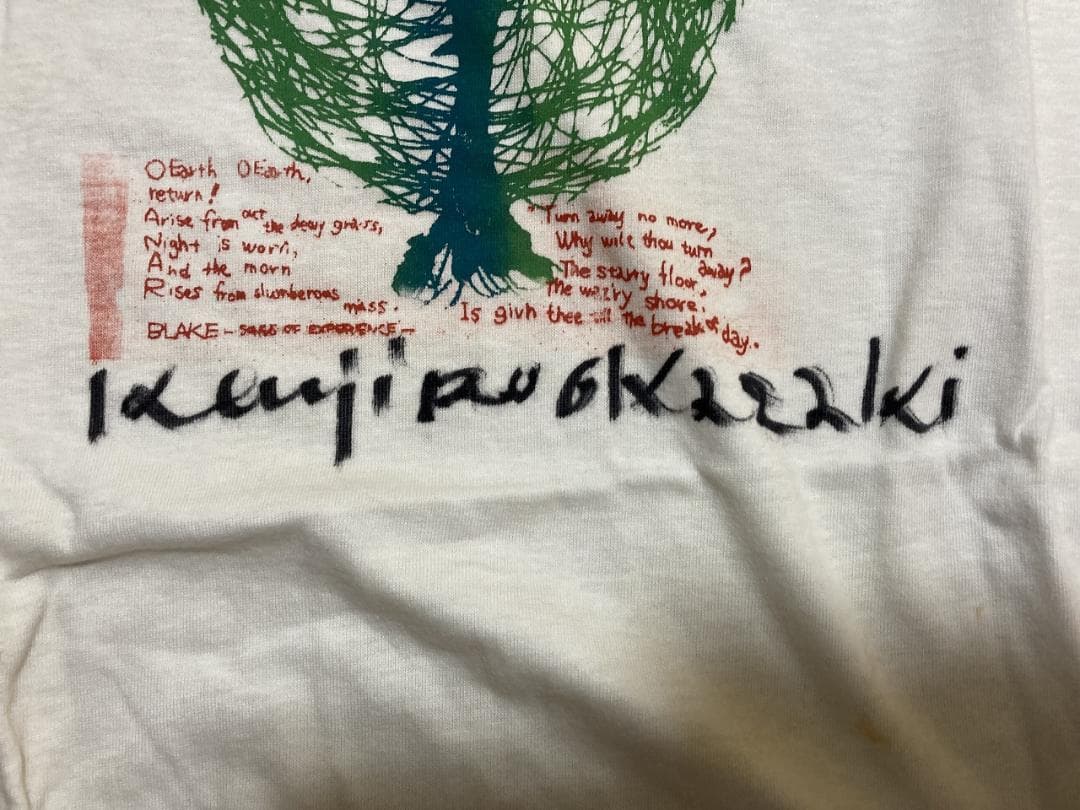 O Earth O Earth,
return!
Arise from out the dewy grass,
Night is worn,
And the morn
Rises from slumberous mass.
BLAKE - SONGS OF EXPERIENCE -
"Turn away no more,
Why wilt thou turn away?
The starry floor,
The watry shore,
Is givn thee till the break of day.
Kenjiro okazaki